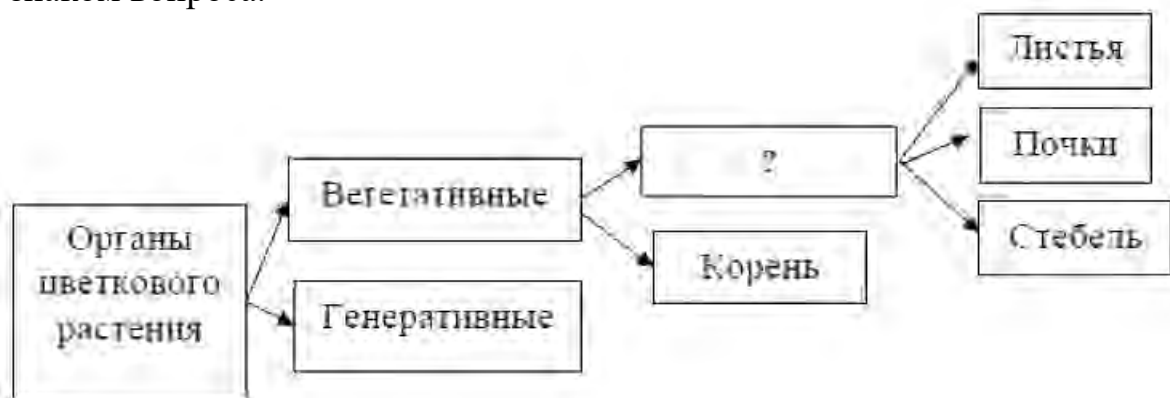 Листья
Почки
?
Вегетативные
Стебель
Органы
цветкового
растения
Корень
Генеративные